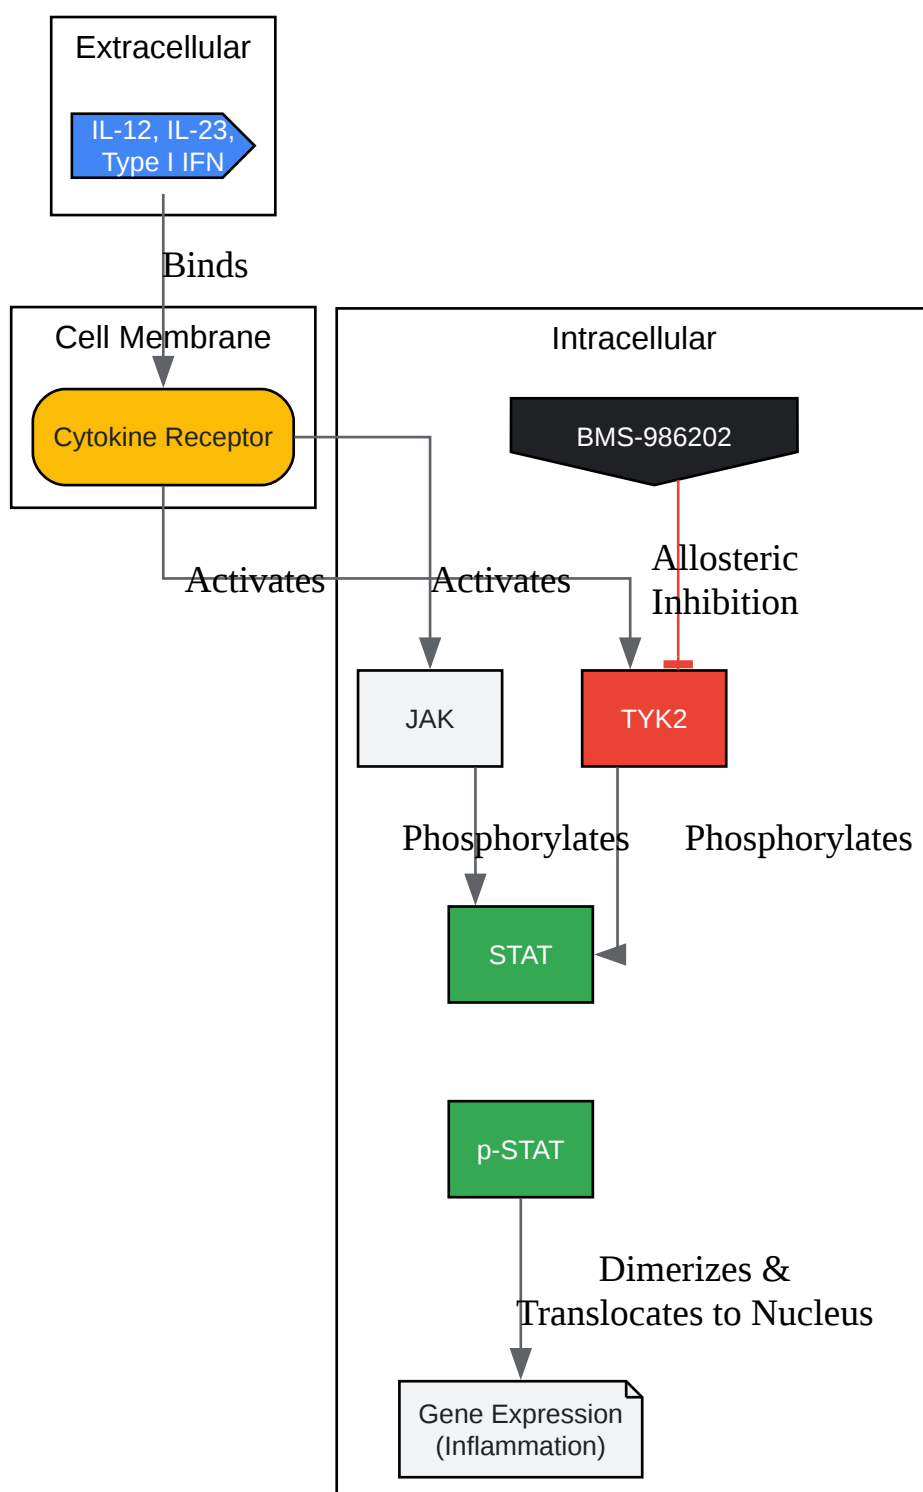 Extracellular
IL-12, IL-23,
Type I IFN
Binds
Cell Membrane
Intracellular
Cytokine Receptor
BMS-986202
Activates
Activates
Allosteric
Inhibition
JAK
TYK2
Phosphorylates
Phosphorylates
STAT
p-STAT
Dimerizes &
Translocates to Nucleus
Gene Expression
(Inflammation)